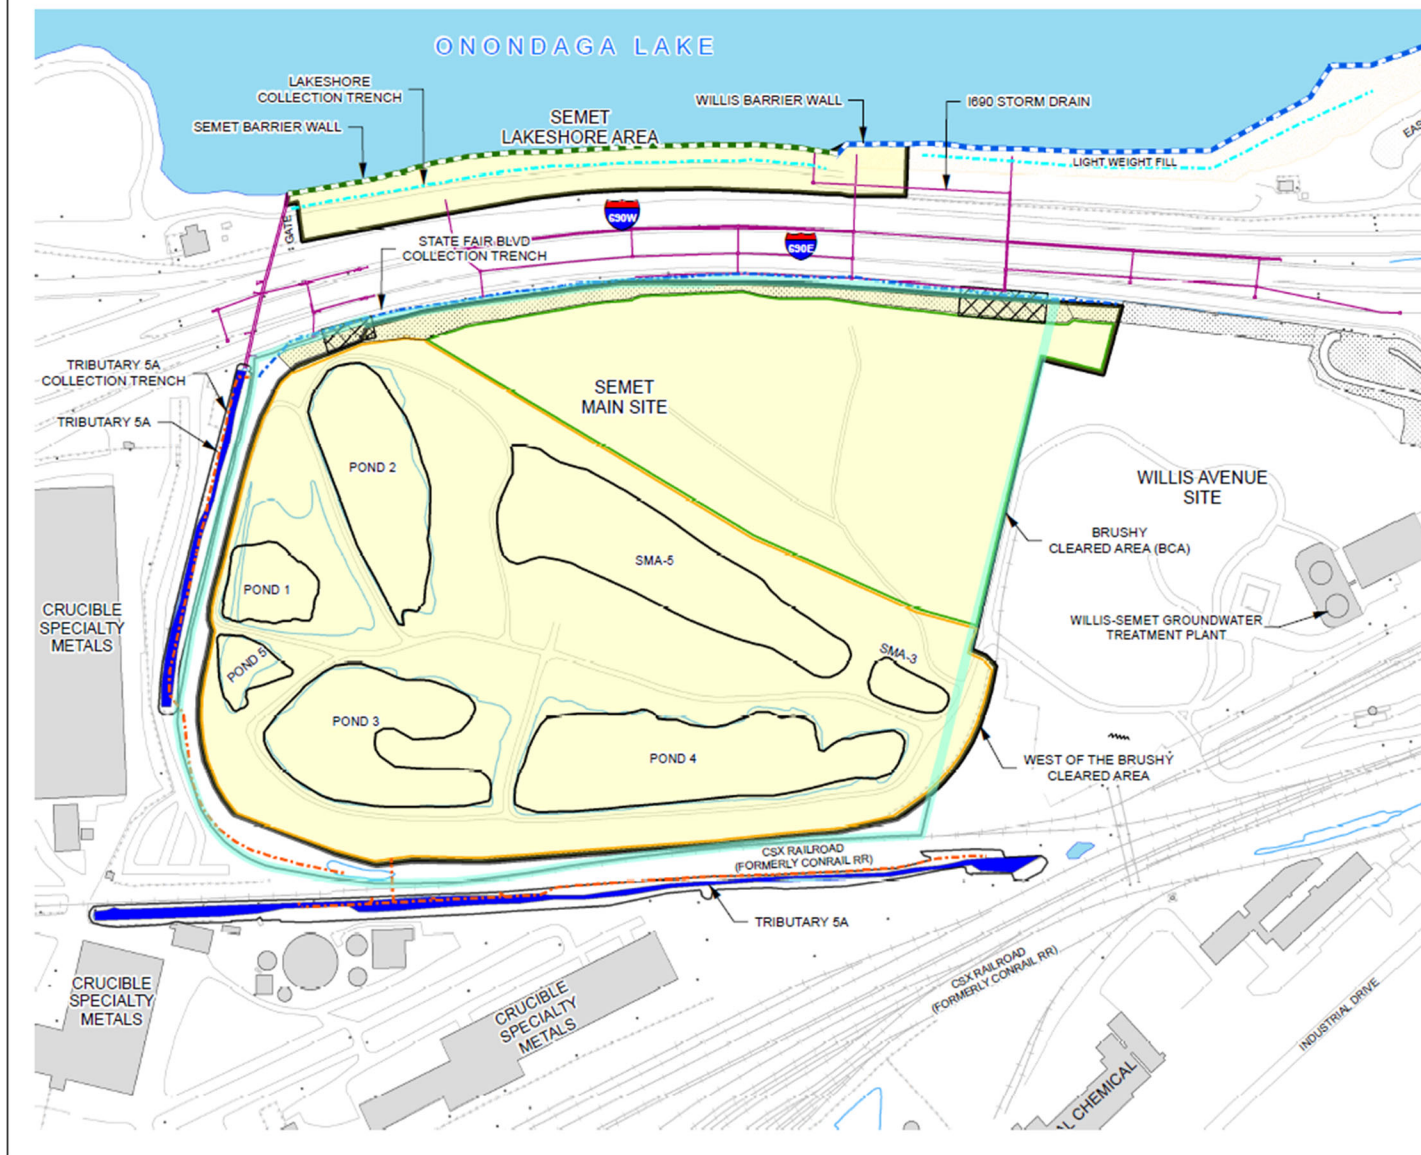 ONONDAGA LAKE
LAKESHORE
COLLECTION TRENCH
SEMET BARRIER WALL
SEMET
LAKESHORE AREA
WILLIS BARRIER WALL
I690 STORM DRAIN
LIGHT WEIGHT FILL
EAS
GATE
690W
690E
STATE FAIR BLVD
COLLECTION TRENCH
TRIBUTARY 5A
COLLECTION TRENCH
TRIBUTARY 5A
SEMET
MAIN SITE
POND 2
WILLIS AVENUE
SITE
BRUSHY
CLEARED AREA (BCA)
SMA-5
POND 1
CRUCIBLE
SPECIALTY
METALS
WILLIS-SEMET GROUNDWATER
TREATMENT PLANT
POND 5
SMA-3
POND 3
POND 4
WEST OF THE BRUSHY
CLEARED AREA
CSX RAILROAD
(FORMERLY CONRAIL RR)
TRIBUTARY 5A
CRUCIBLE
SPECIALTY
METALS
CRUCIBLE
SPECIALTY
METALS
CSX RAILROAD
(FORMERLY CONRAIL RR)
INDUSTRIAL DRIVE
AL CHEMICAL